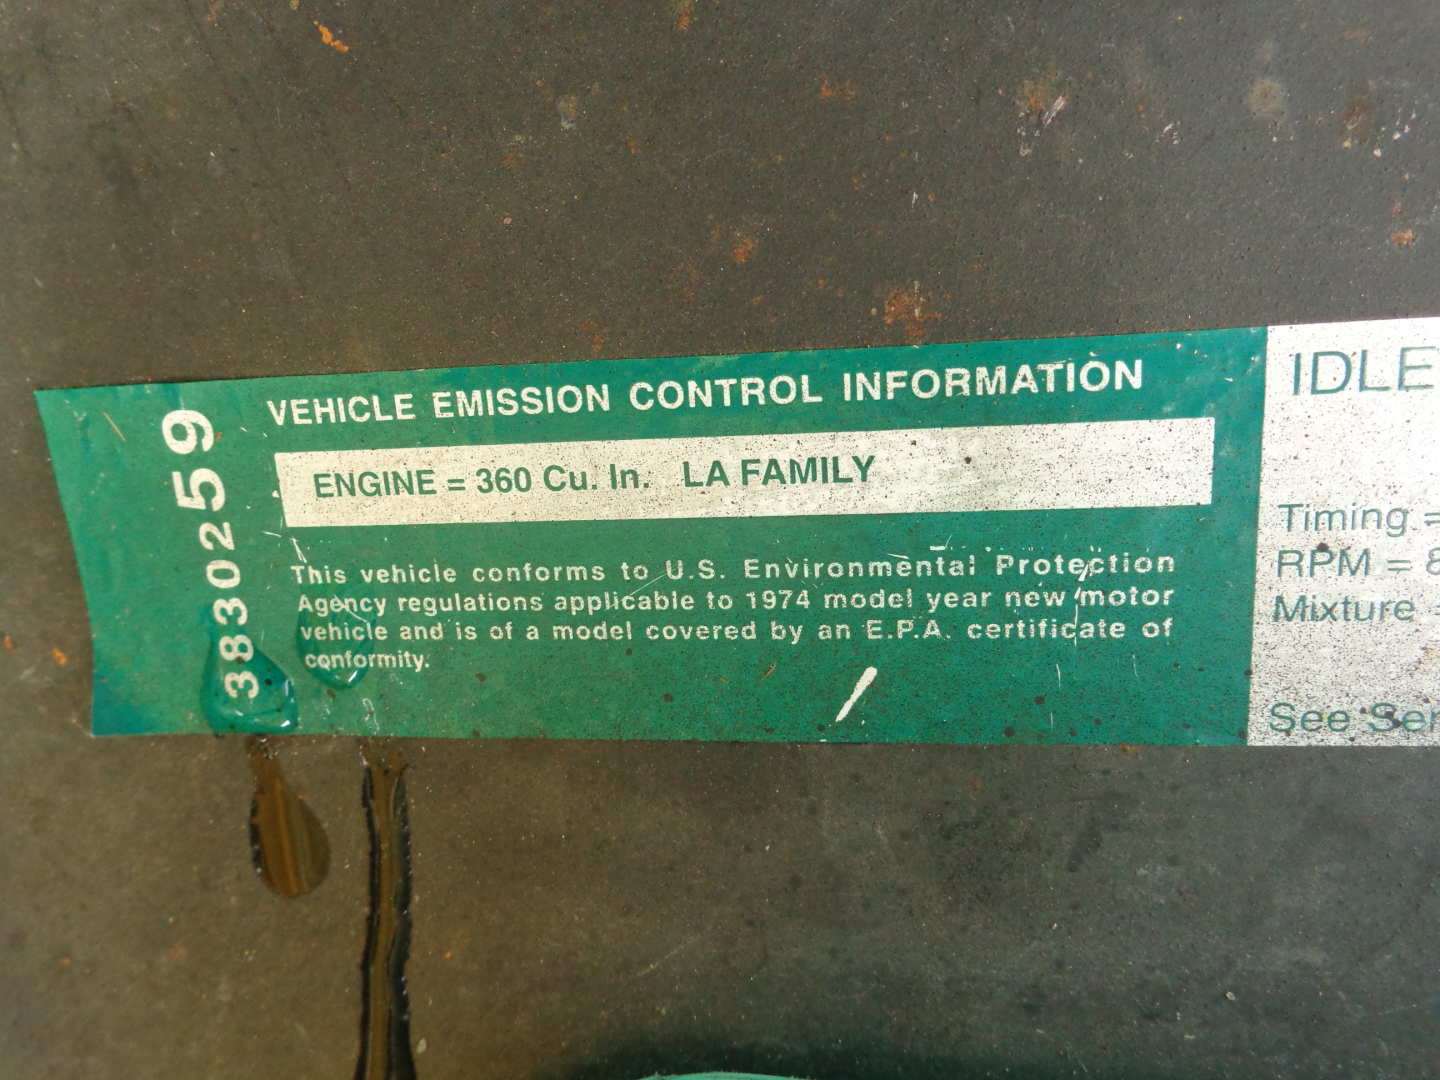 3830259
VEHICLE EMISSION CONTROL INFORMATION
ENGINE = 360 Cu. In. LA FAMILY
This vehicle conforms to U.S. Environmental Protection
Agency regulations applicable to 1974 model year new motor
vehicle and is of a model covered by an E.P.A. certificate of
conformity.
IDLE
Timing =
RPM = 8
Mixture =
See Ser